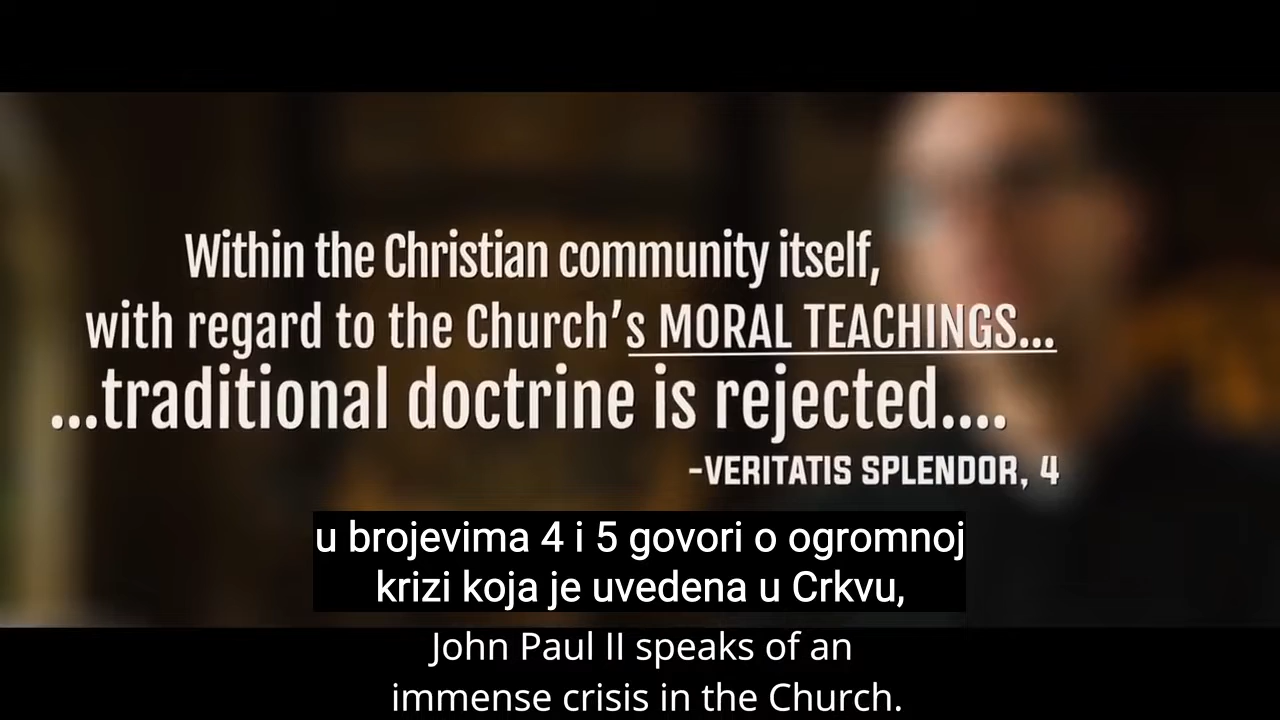 Within the Christian community itself,
with regard to the Church’s MORAL TEACHINGS...
...traditional doctrine is rejected....
-VERITATIS SPLENDOR, 4
u brojevima 4 i 5 govori o ogromnoj
krizi koja je uvedena u Crkvu,
John Paul II speaks of an
immense crisis in the Church.